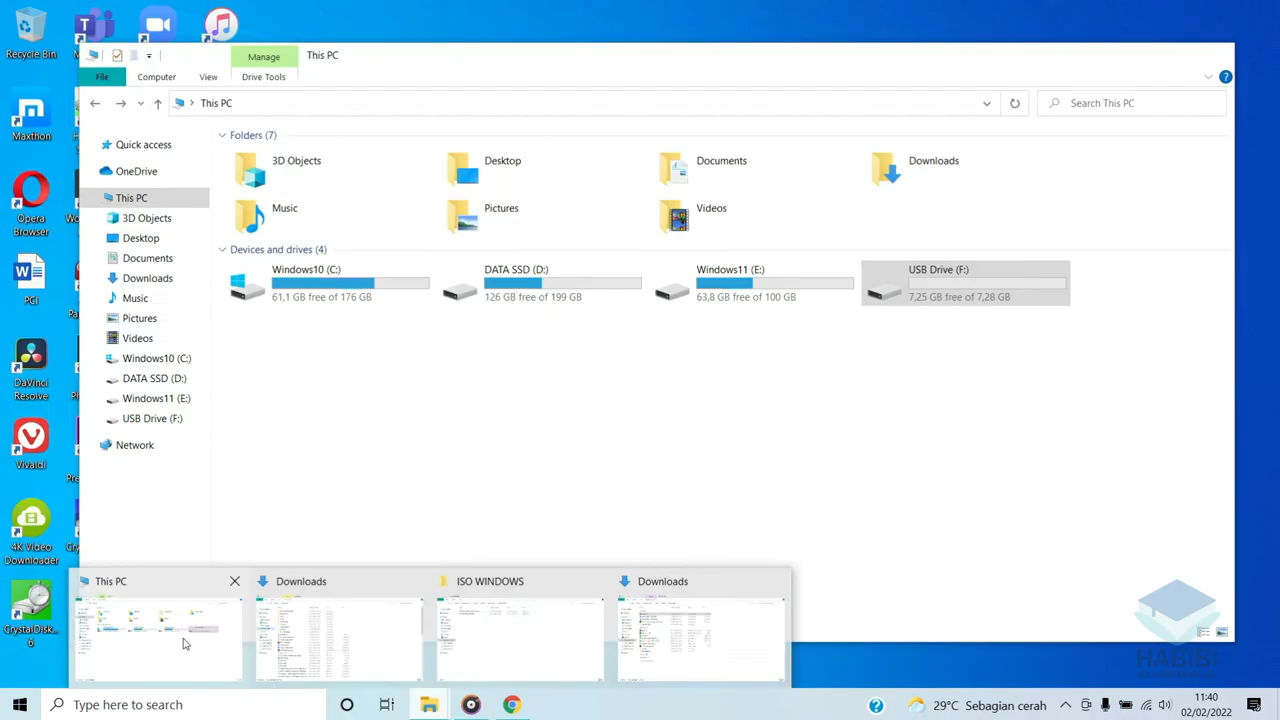 Recycle Bin
This PC
Manage
File
Computer
View
Drive Tools
This PC
Search This PC
Maxthon
Opera
Browser
PCI
DaVinci
Resolve
Vivaldi
4K Video
Downloader
CrystalDisk...
8
Quick access
OneDrive
This PC
3D Objects
Desktop
Documents
Downloads
Music
Pictures
Videos
Windows10 (C:)
DATA SSD (D:)
Windows11 (E:)
USB Drive (F:)
Network
Folders (7)
3D Objects
Desktop
Documents
Downloads
Music
Pictures
Videos
Devices and drives (4)
Windows10 (C:)
61,1 GB free of 176 GB
DATA SSD (D:)
126 GB free of 199 GB
Windows11 (E:)
63,8 GB free of 100 GB
USB Drive (F:)
7,25 GB free of 7,28 GB
This PC
Downloads
ISO WINDOWS
Downloads
Type here to search
29°C Sebagian cerah
11:40
02/02/2022